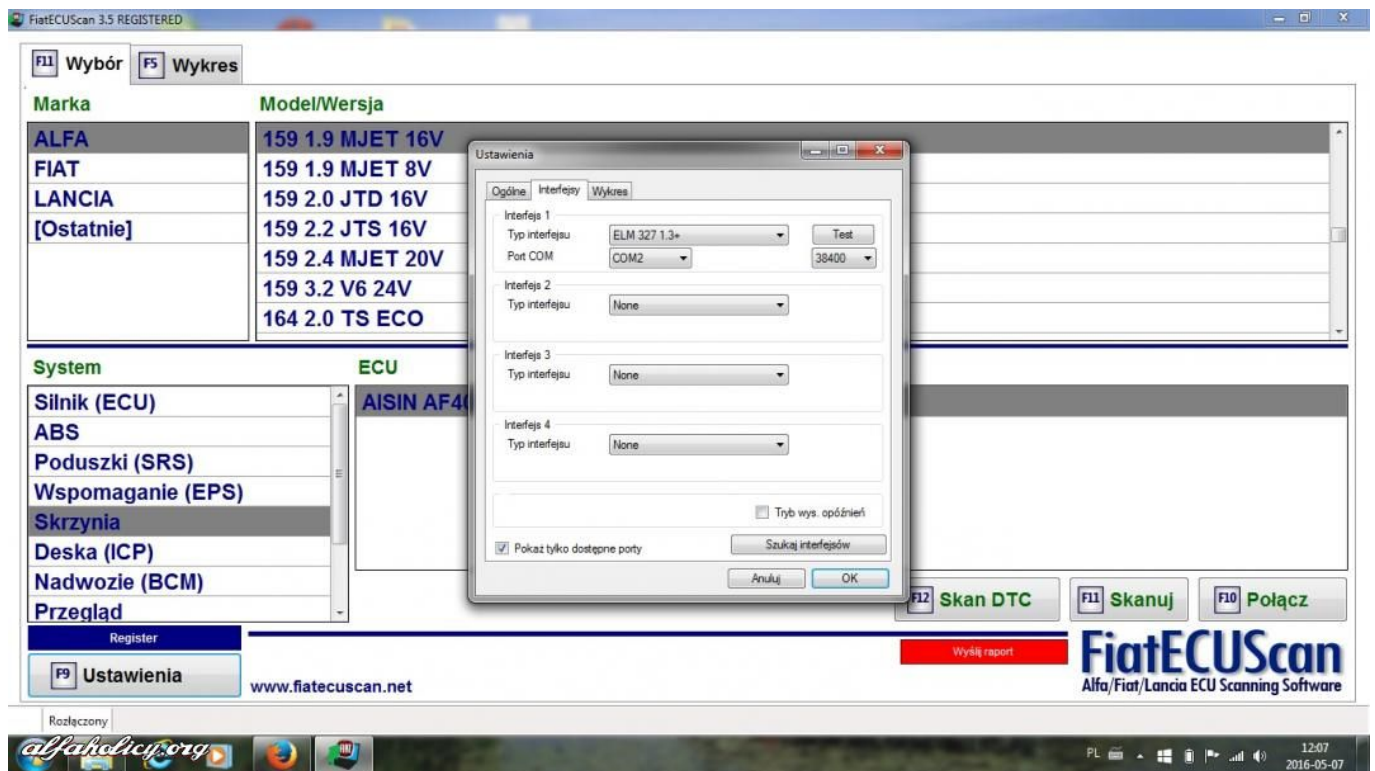 FiatECUScan 3.5 REGISTERED
F11 Wybór F5 Wykres
Marka Model/Wersja
ALFA
FIAT
LANCIA
[Ostatnie]
159 1.9 MJET 16V
159 1.9 MJET 8V
159 2.0 JTD 16V
159 2.2 JTS 16V
159 2.4 MJET 20V
159 3.2 V6 24V
164 2.0 TS ECO
Ustawienia
Ogólne Interfejsy Wykres
Interfejs 1
Typ interfejsu ELM 327 1.3+ Test
Port COM COM2 38400
Interfejs 2
Typ interfejsu None
Interfejs 3
Typ interfejsu None
Interfejs 4
Typ interfejsu None
Tryb wys. opóźnień
Pokaż tylko dostępne porty Szukaj interfejsów
Anuluj OK
System ECU
Silnik (ECU)
ABS
Poduszki (SRS)
Wspomaganie (EPS)
Skrzynia
Deska (ICP)
Nadwozie (BCM)
Przegląd
AISIN AF40
F12 Skan DTC F11 Skanuj F10 Połącz
Register
F9 Ustawienia
www.fiatecuscan.net
Wyślij raport
FiatECUScan
Alfa/Fiat/Lancia ECU Scanning Software
Rozłączony
alfaholicy.org
PL 12:07
2016-05-07